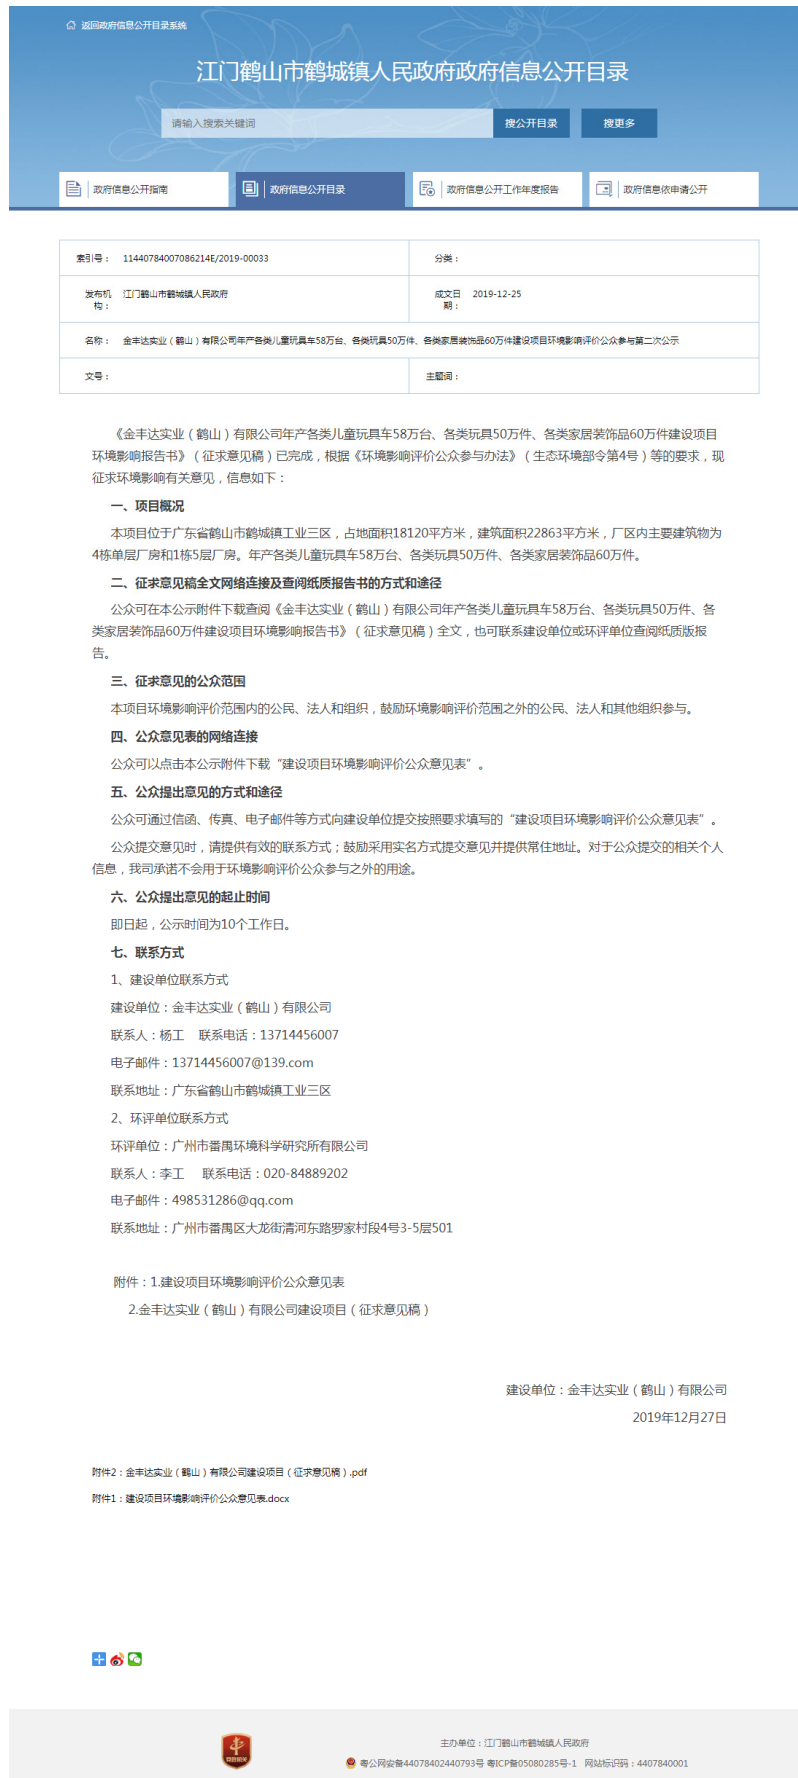 返回政府信息公开目录系统
江门鹤山市鹤城镇人民政府政府信息公开目录
请输入搜索关键词 搜公开目录 搜更多
政府信息公开指南 政府信息公开目录 政府信息公开工作年度报告 政府信息依申请公开
索引号： 11440784007086214E/2019-00033 分类：
发布机构： 江门鹤山市鹤城镇人民政府 成文日期： 2019-12-25
名称： 金丰达实业（鹤山）有限公司年产各类儿童玩具车58万台、各类玩具50万件、各类家居装饰品60万件建设项目环境影响评价公众参与第二次公示
文号： 主题词：
《金丰达实业（鹤山）有限公司年产各类儿童玩具车58万台、各类玩具50万件、各类家居装饰品60万件建设项目
环境影响报告书》（征求意见稿）已完成，根据《环境影响评价公众参与办法》（生态环境部令第4号）等的要求，现
征求环境影响有关意见，信息如下：
一、项目概况
本项目位于广东省鹤山市鹤城镇工业三区，占地面积18120平方米，建筑面积22863平方米，厂区内主要建筑物为
4栋单层厂房和1栋5层厂房。年产各类儿童玩具车58万台、各类玩具50万件、各类家居装饰品60万件。
二、征求意见稿全文网络连接及查阅纸质报告书的方式和途径
公众可在本公示附件下载查阅《金丰达实业（鹤山）有限公司年产各类儿童玩具车58万台、各类玩具50万件、各
类家居装饰品60万件建设项目环境影响报告书》（征求意见稿）全文，也可联系建设单位或环评单位查阅纸质版报
告。
三、征求意见的公众范围
本项目环境影响评价范围内的公民、法人和组织，鼓励环境影响评价范围之外的公民、法人和其他组织参与。
四、公众意见表的网络连接
公众可以点击本公示附件下载“建设项目环境影响评价公众意见表”。
五、公众提出意见的方式和途径
公众可通过信函、传真、电子邮件等方式向建设单位提交按照要求填写的“建设项目环境影响评价公众意见表”。
公众提交意见时，请提供有效的联系方式；鼓励采用实名方式提交意见并提供常住地址。对于公众提交的相关个人
信息，我司承诺不会用于环境影响评价公众参与之外的用途。
六、公众提出意见的起止时间
即日起，公示时间为10个工作日。
七、联系方式
1、建设单位联系方式
建设单位：金丰达实业（鹤山）有限公司
联系人：杨工 联系电话：13714456007
电子邮件：13714456007@139.com
联系地址：广东省鹤山市鹤城镇工业三区
2、环评单位联系方式
环评单位：广州市番禺环境科学研究所有限公司
联系人：李工 联系电话：020-84889202
电子邮件：498531286@qq.com
联系地址：广州市番禺区大龙街清河东路罗家村段4号3-5层501
附件：1.建设项目环境影响评价公众意见表
2.金丰达实业（鹤山）有限公司建设项目（征求意见稿）
建设单位：金丰达实业（鹤山）有限公司
2019年12月27日
附件2：金丰达实业（鹤山）有限公司建设项目（征求意见稿）.pdf
附件1：建设项目环境影响评价公众意见表.docx
党政机关
主办单位：江门鹤山市鹤城镇人民政府
粤公网安备44078402440793号 粤ICP备05080285号-1 网站标识码：4407840001